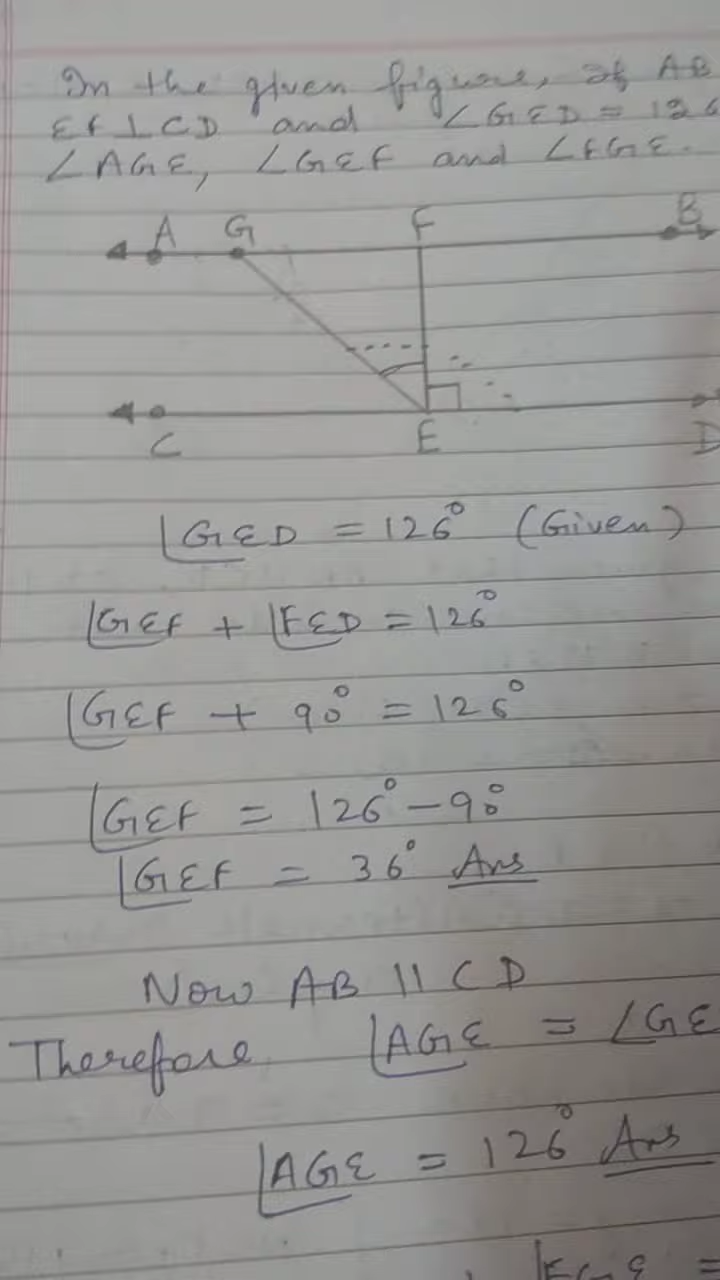 In the given figure, If AB
EF ⊥ CD and ∠GED = 126
∠AGE, ∠GEF and ∠FGE.
A G F B
C E D
∠GED = 126° (Given)
∠GEF + ∠FED = 126°
∠GEF + 90° = 126°
∠GEF = 126° - 90°
∠GEF = 36° Ans
Now AB || CD
Therefore ∠AGE = ∠GE
∠AGE = 126° Ans
∠FGE =